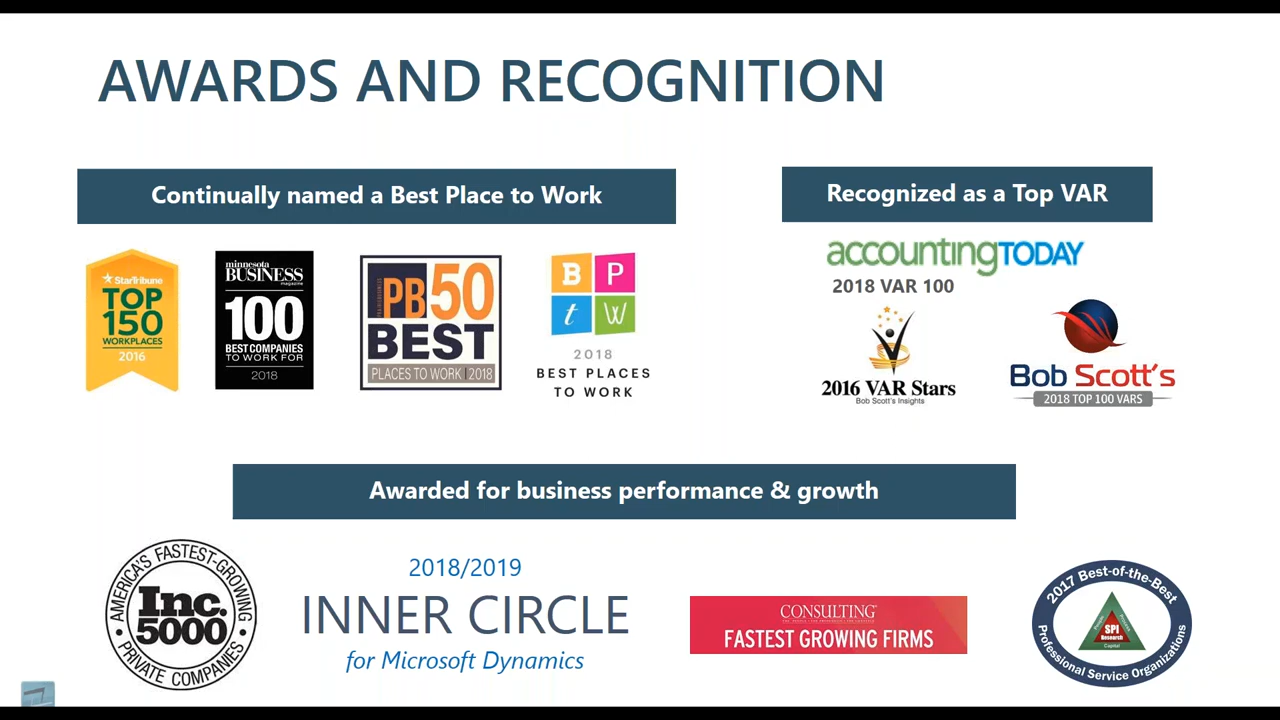 AWARDS AND RECOGNITION
Continually named a Best Place to Work
Recognized as a Top VAR
StarTribune
TOP
150
WORKPLACES
2016
minnesota
BUSINESS
magazine
100
BEST COMPANIES
TO WORK FOR
2018
PB50
BEST
PLACES TO WORK | 2018
B P
t W
2018
BEST PLACES
TO WORK
accountingTODAY
2018 VAR 100
2016 VAR Stars
Bob Scott's Insights
Bob Scott's
2018 TOP 100 VARS
Awarded for business performance & growth
AMERICA'S FASTEST-GROWING
Inc.
5000
PRIVATE COMPANIES
2018/2019
INNER CIRCLE
for Microsoft Dynamics
CONSULTING
FASTEST GROWING FIRMS
2017 Best-of-the-Best
SPI
Research
Capital
Professional Service Organizations